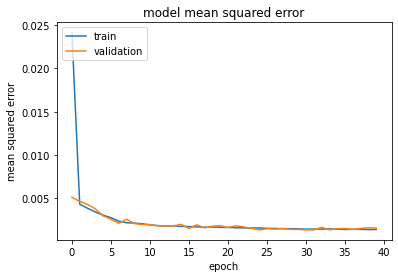 model mean squared error
0.025
0.020
0.015
0.010
0.005
mean squared error
train
validation
0 5 10 15 20 25 30 35 40
epoch